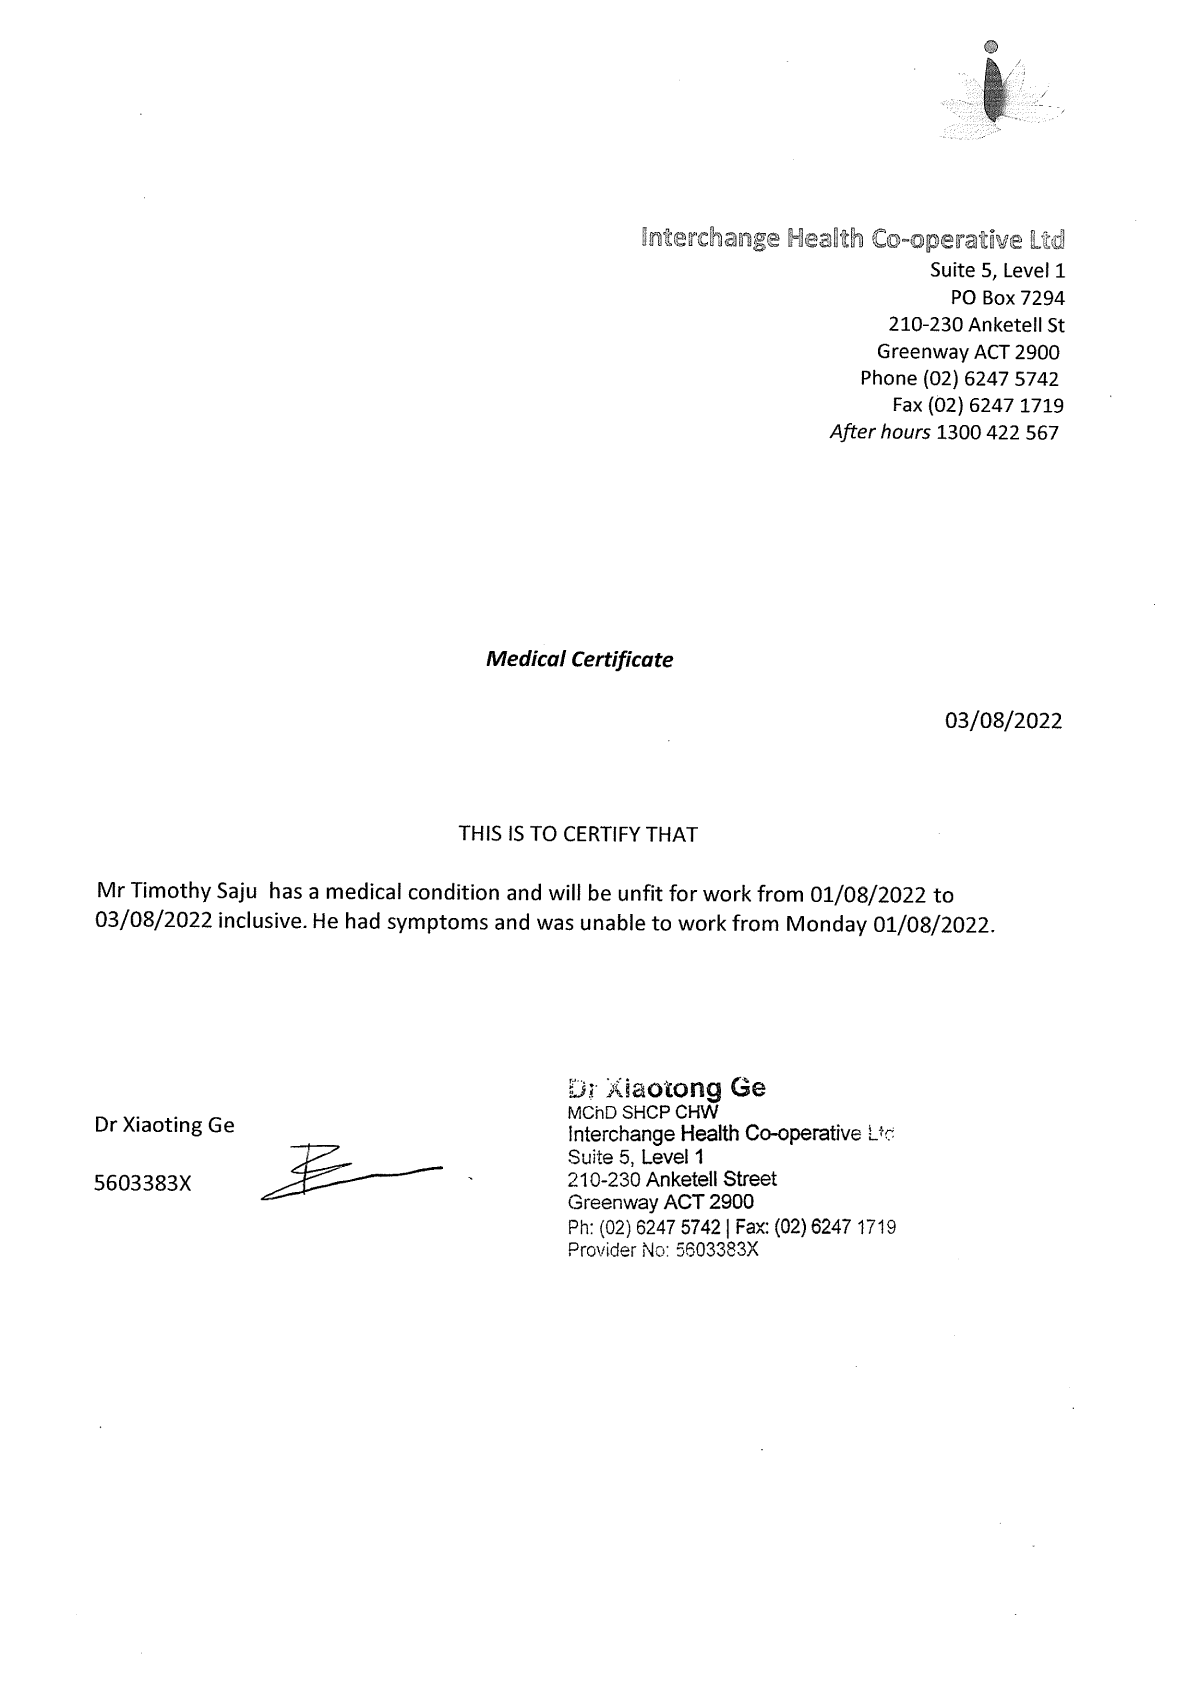 Interchange Health Co-operative Ltd
Suite 5, Level 1
PO Box 7294
210-230 Anketell St
Greenway ACT 2900
Phone (02) 6247 5742
Fax (02) 6247 1719
After hours 1300 422 567
Medical Certificate
03/08/2022
THIS IS TO CERTIFY THAT
Mr Timothy Saju has a medical condition and will be unfit for work from 01/08/2022 to
03/08/2022 inclusive. He had symptoms and was unable to work from Monday 01/08/2022.
Dr Xiaoting Ge
5603383X
Dr Xiaotong Ge
MChD SHCP CHW
Interchange Health Co-operative Ltd
Suite 5, Level 1
210-230 Anketell Street
Greenway ACT 2900
Ph: (02) 6247 5742 | Fax: (02) 6247 1719
Provider No: 5603383X